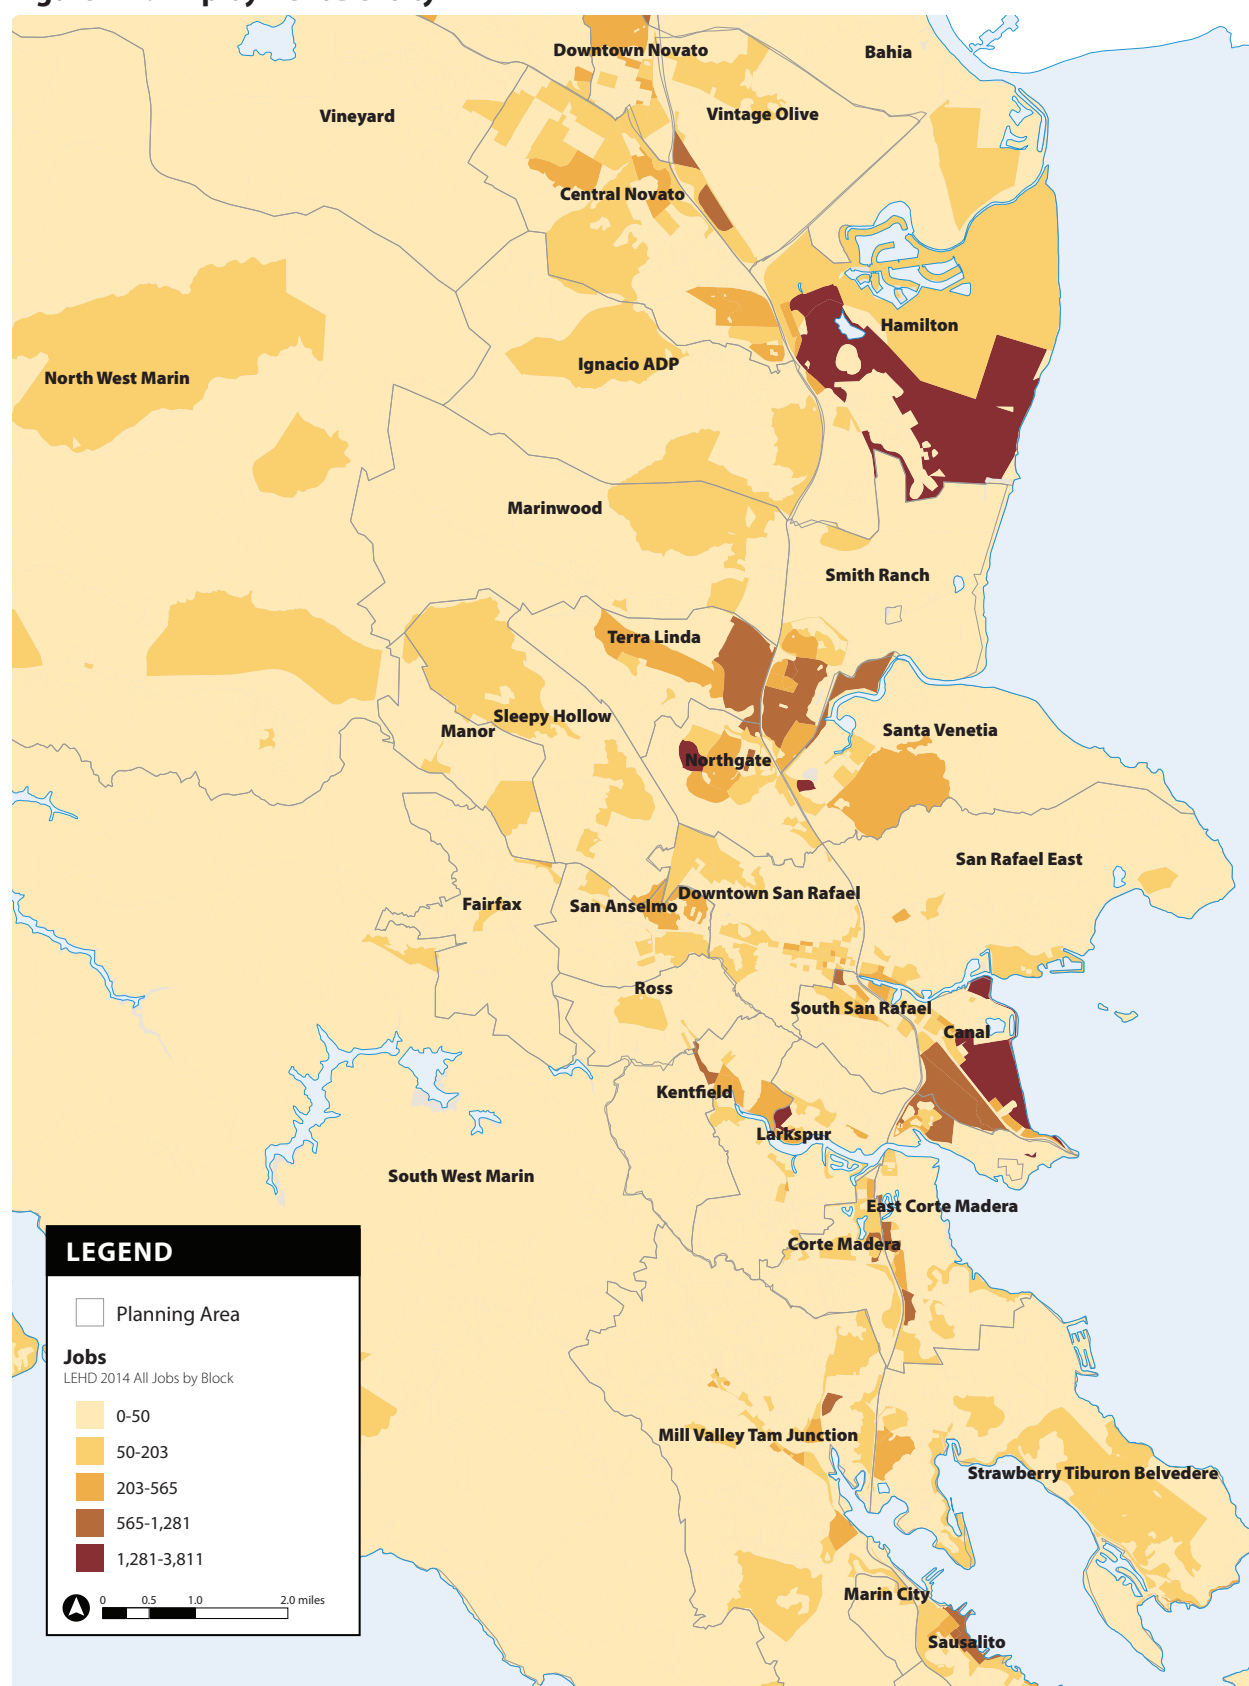 Downtown Novato
Bahia
Vineyard
Vintage Olive
Central Novato
Hamilton
Ignacio ADP
North West Marin
Marinwood
Smith Ranch
Terra Linda
Sleepy Hollow
Manor
Santa Venetia
Northgate
San Rafael East
Downtown San Rafael
Fairfax
San Anselmo
Ross
South San Rafael
Canal
Kentfield
Larkspur
South West Marin
East Corte Madera
Corte Madera
Mill Valley Tam Junction
Strawberry Tiburon Belvedere
Marin City
Sausalito
LEGEND
Planning Area
Jobs
LEHD 2014 All Jobs by Block
0-50
50-203
203-565
565-1,281
1,281-3,811
0 0.5 1.0 2.0 miles